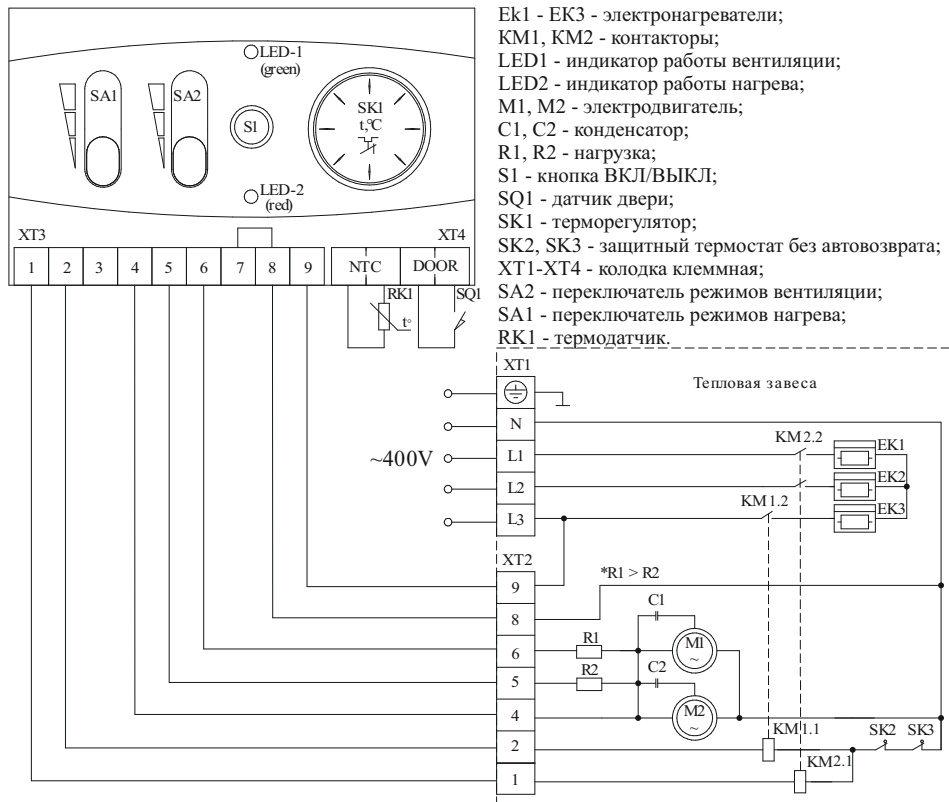 LED-1
(green)
SA1
SA2
S1
SK1
t,°C
LED-2
(red)
XT3
XT4
1 2 3 4 5 6 7 8 9
NTC
DOOR
RK1
t°
SQ1
Ek1 - EK3 - электронагреватели;
KM1, KM2 - контакторы;
LED1 - индикатор работы вентиляции;
LED2 - индикатор работы нагрева;
M1, M2 - электродвигатель;
C1, C2 - конденсатор;
R1, R2 - нагрузка;
S1 - кнопка ВКЛ/ВЫКЛ;
SQ1 - датчик двери;
SK1 - терморегулятор;
SK2, SK3 - защитный термостат без автовозврата;
XT1-XT4 - колодка клеммная;
SA2 - переключатель режимов вентиляции;
SA1 - переключатель режимов нагрева;
RK1 - термодатчик.
XT1
Тепловая завеса
N
L1
L2
L3
~400V
KM2.2
EK1
EK2
KM1.2
EK3
XT2
9
8
6
5
4
2
1
*R1 > R2
C1
R1
M1
~
C2
R2
M2
~
KM1.1
SK2
SK3
KM2.1